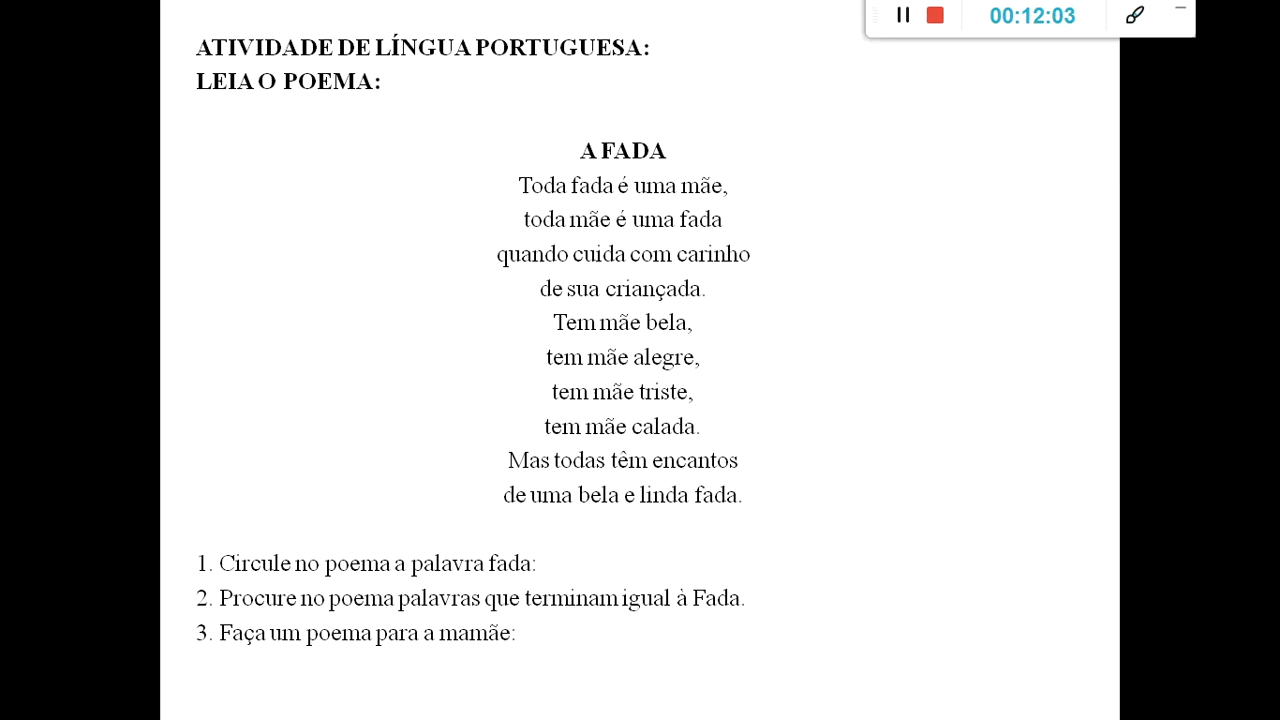 00:12:03
ATIVIDADE DE LÍNGUA PORTUGUESA:
LEIA O POEMA:
A FADA
Toda fada é uma mãe,
toda mãe é uma fada
quando cuida com carinho
de sua criançada.
Tem mãe bela,
tem mãe alegre,
tem mãe triste,
tem mãe calada.
Mas todas têm encantos
de uma bela e linda fada.
1. Circule no poema a palavra fada:
2. Procure no poema palavras que terminam igual à Fada.
3. Faça um poema para a mamãe: